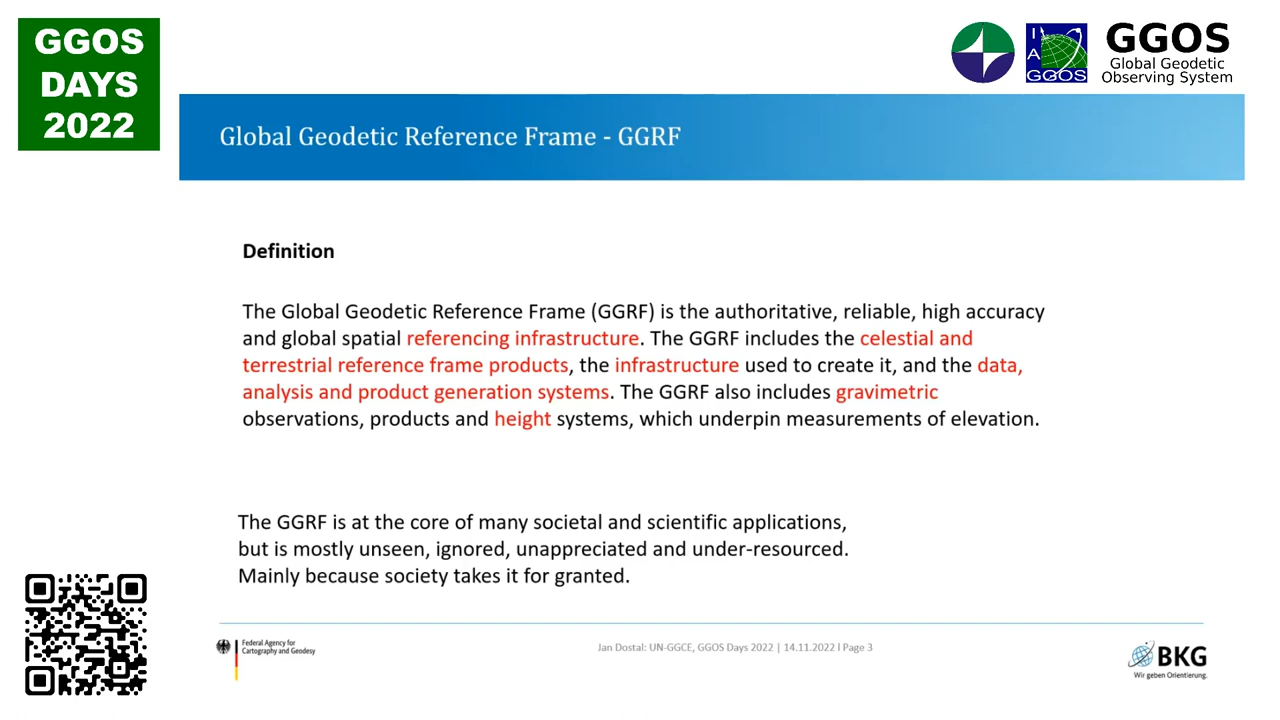 GGOS
DAYS
2022
I
A
GGOS
GGOS
Global Geodetic
Observing System
Global Geodetic Reference Frame - GGRF
Definition
The Global Geodetic Reference Frame (GGRF) is the authoritative, reliable, high accuracy
and global spatial referencing infrastructure. The GGRF includes the celestial and
terrestrial reference frame products, the infrastructure used to create it, and the data,
analysis and product generation systems. The GGRF also includes gravimetric
observations, products and height systems, which underpin measurements of elevation.
The GGRF is at the core of many societal and scientific applications,
but is mostly unseen, ignored, unappreciated and under-resourced.
Mainly because society takes it for granted.
Federal Agency for
Cartography and Geodesy
Jan Dostal: UN-GGCE, GGOS Days 2022 | 14.11.2022 I Page 3
BKG
Wir geben Orientierung.